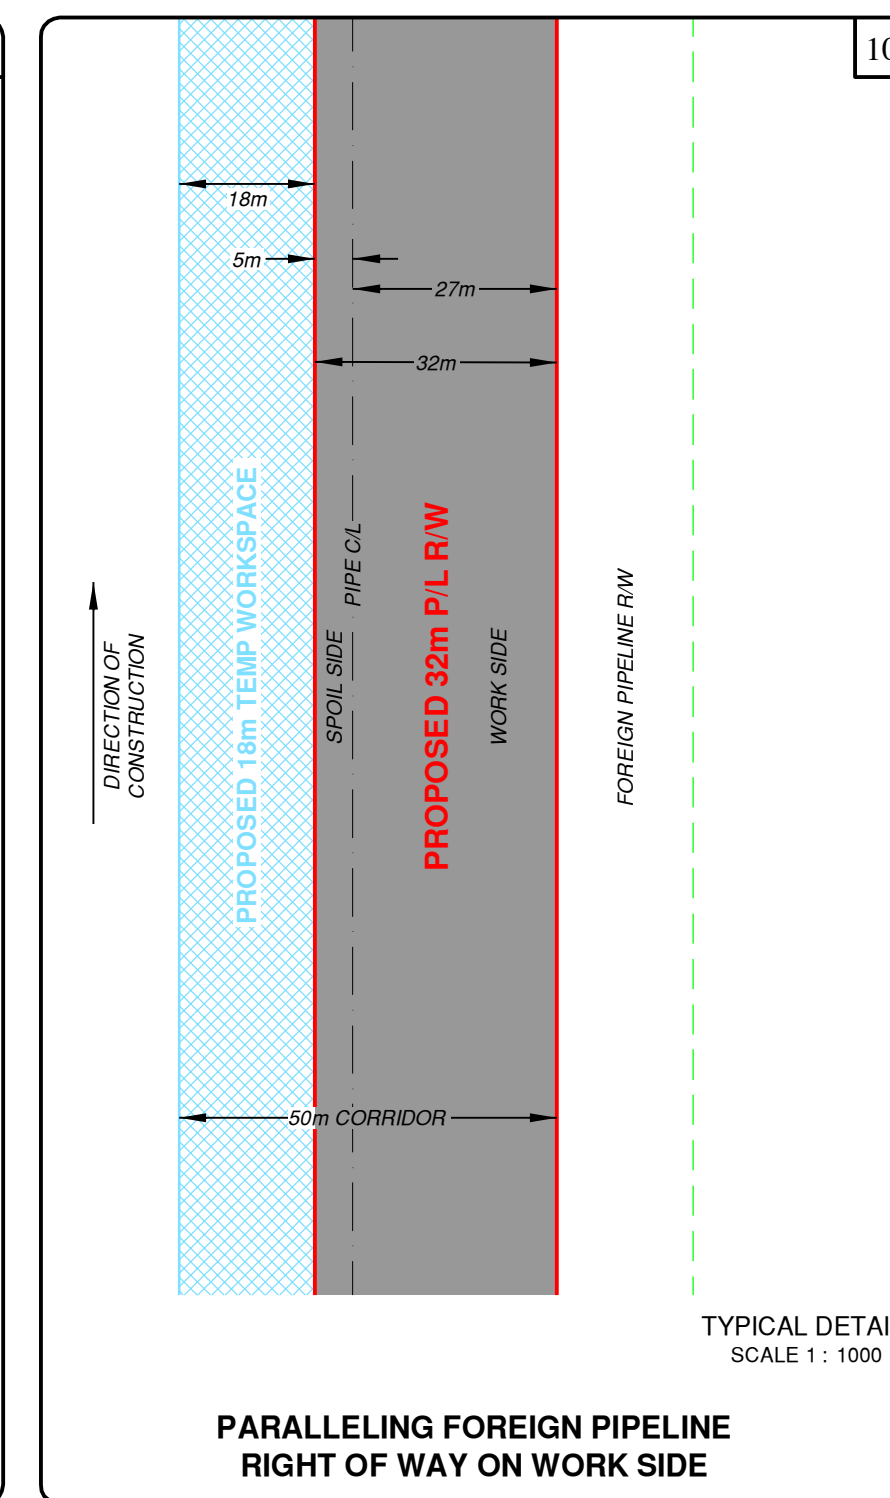 10
18m
5m
27m
32m
PROPOSED 18m TEMP WORKSPACE
PIPE C/L
SPOIL SIDE
PROPOSED 32m P/L R/W
WORK SIDE
FOREIGN PIPELINE R/W
DIRECTION OF
CONSTRUCTION
50m CORRIDOR
TYPICAL DETAI
SCALE 1 : 1000
PARALLELING FOREIGN PIPELINE
RIGHT OF WAY ON WORK SIDE